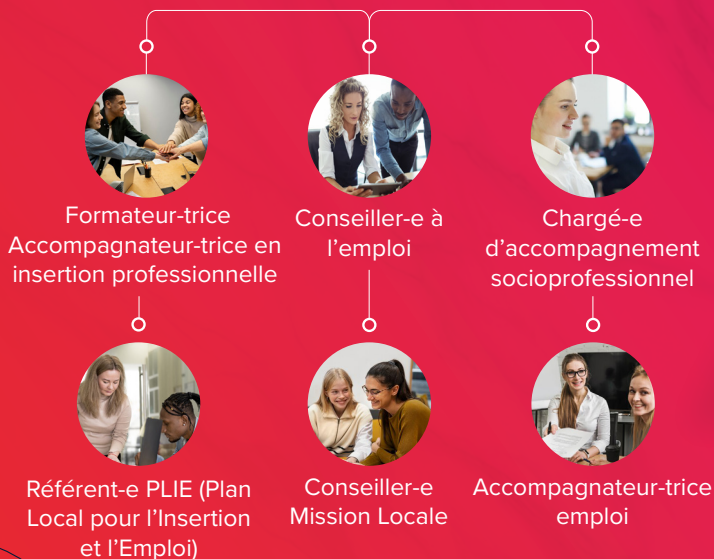 Formateur-trice
Accompagnateur-trice en
insertion professionnelle
Conseiller-e à
l’emploi
Chargé-e
d’accompagnement
socioprofessionnel
Référent-e PLIE (Plan
Local pour l’Insertion
et l’Emploi)
Conseiller-e
Mission Locale
Accompagnateur-trice
emploi